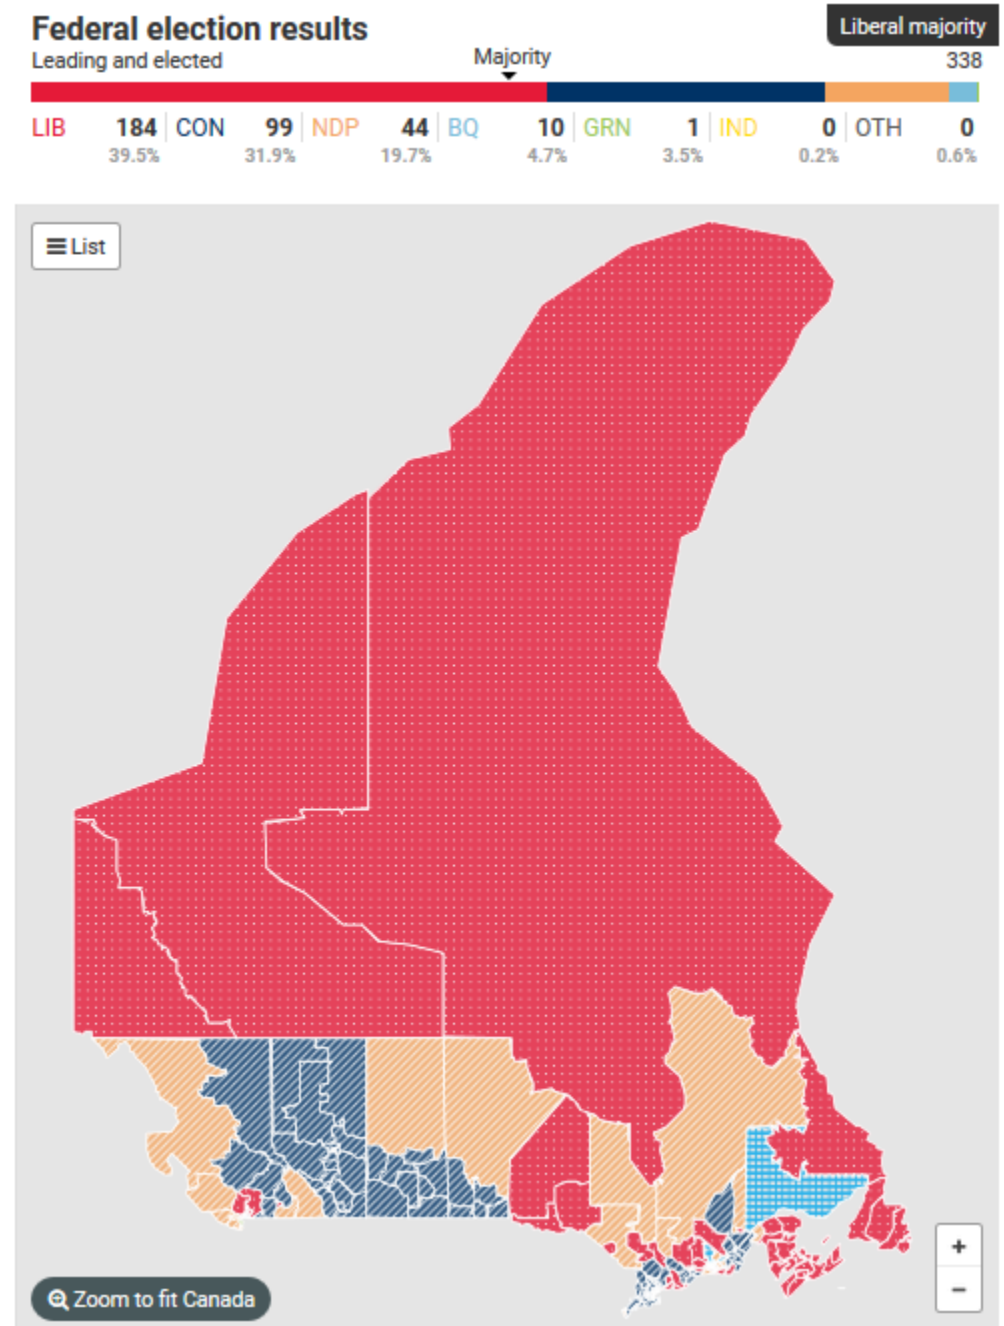 Federal election results
Liberal majority
Leading and elected
Majority
338
LIB 184 CON 99 NDP 44 BQ 10 GRN 1 IND 0 OTH 0
39.5% 31.9% 19.7% 4.7% 3.5% 0.2% 0.6%
List
Zoom to fit Canada
+
−